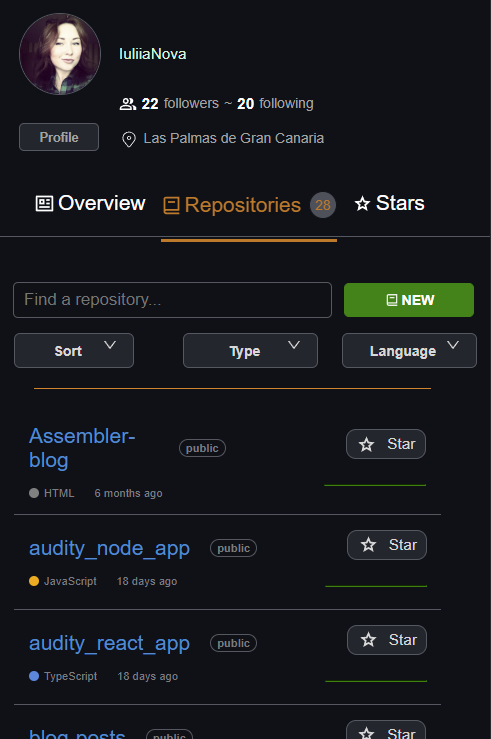 IuliiaNova
22 followers ~ 20 following
Profile
Las Palmas de Gran Canaria
Overview Repositories 28 Stars
Find a repository... NEW
Sort Type Language
Assembler-
blog public Star
HTML 6 months ago
audity_node_app public Star
JavaScript 18 days ago
audity_react_app public Star
TypeScript 18 days ago
blog-posts public Star